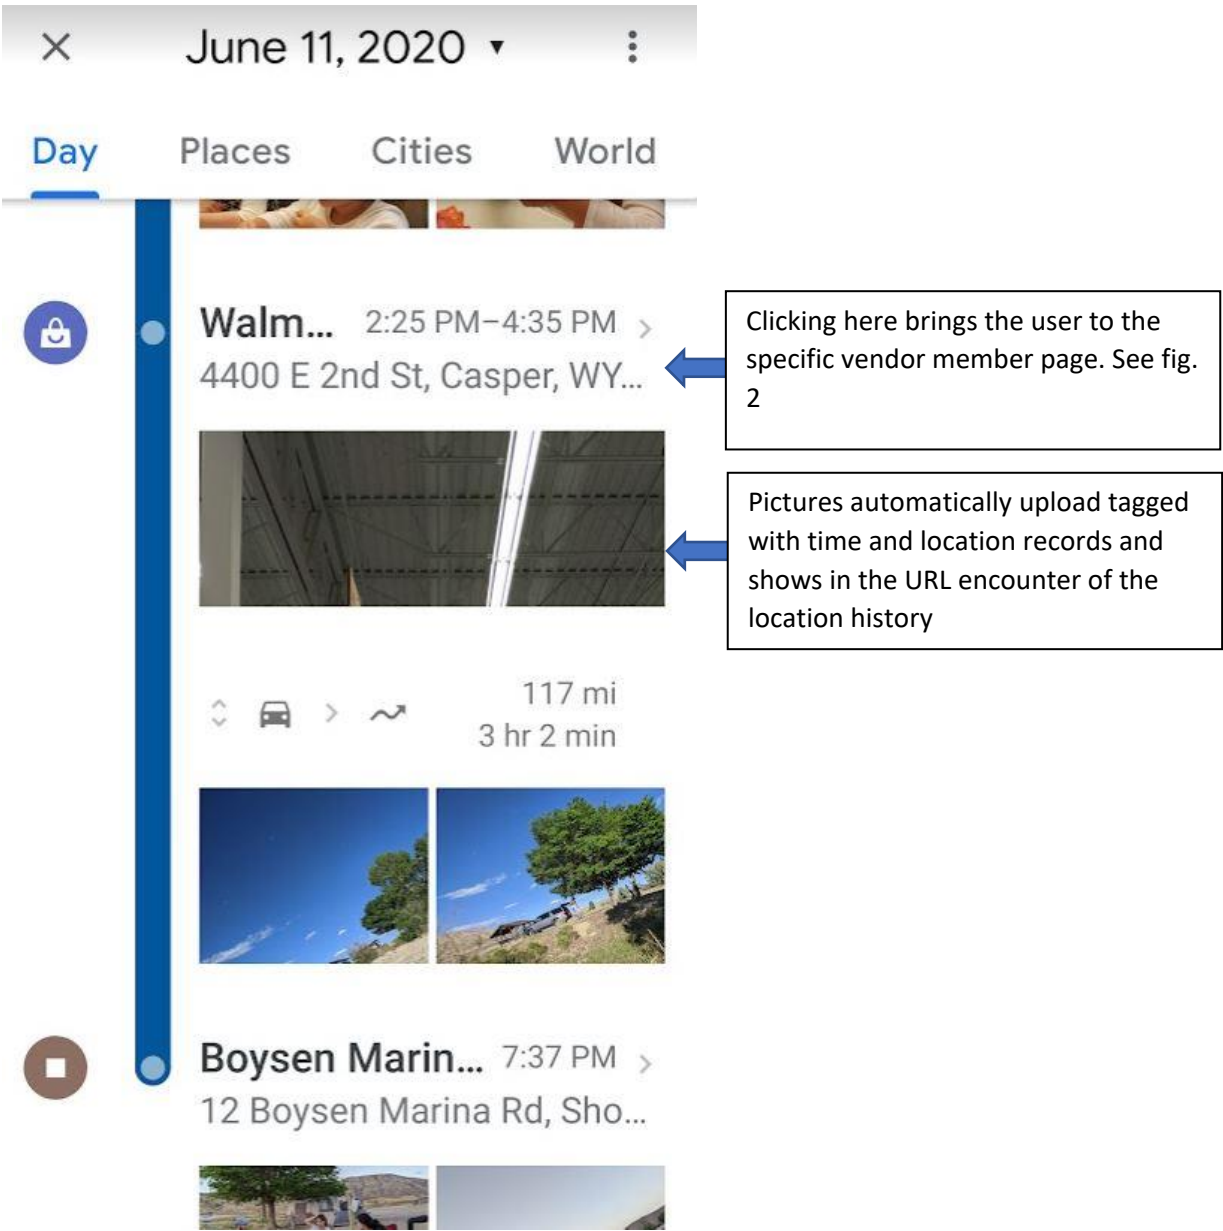 June 11, 2020
Day Places Cities World
Walm... 2:25 PM–4:35 PM
4400 E 2nd St, Casper, WY...
Clicking here brings the user to the
specific vendor member page. See fig.
2
Pictures automatically upload tagged
with time and location records and
shows in the URL encounter of the
location history
117 mi
3 hr 2 min
Boysen Marin... 7:37 PM
12 Boysen Marina Rd, Sho...